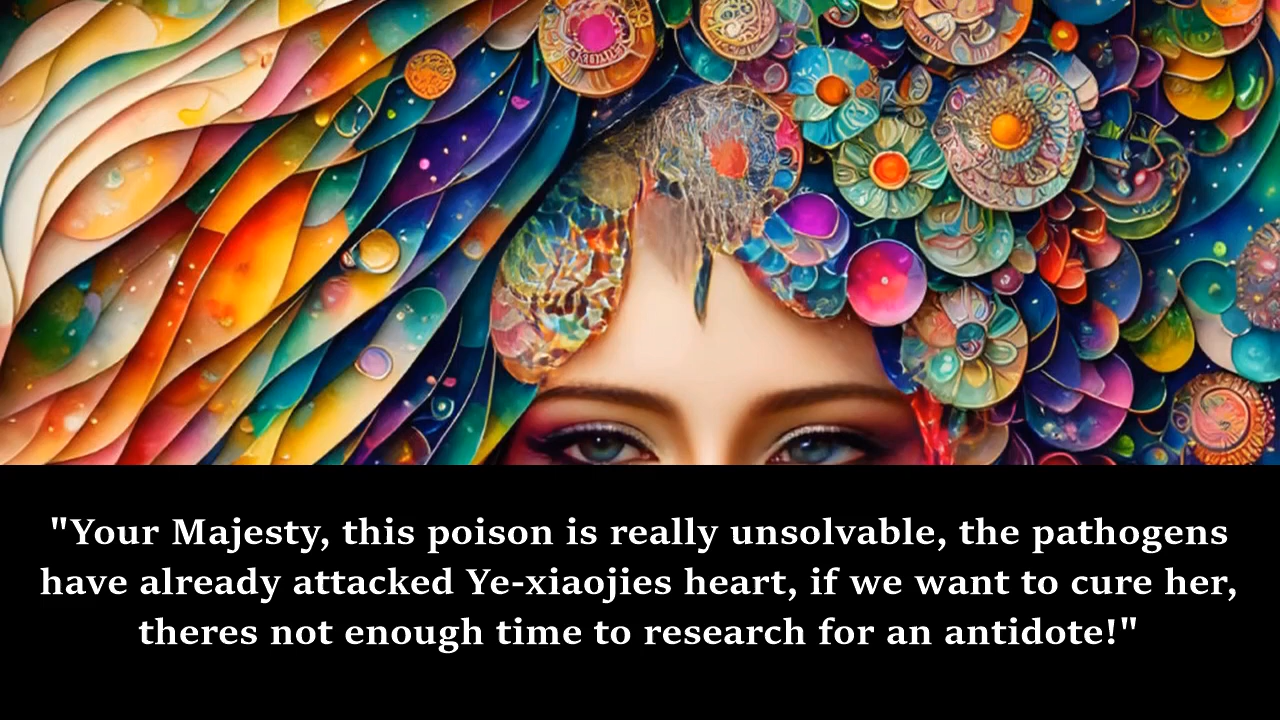 "Your Majesty, this poison is really unsolvable, the pathogens
have already attacked Ye-xiaojies heart, if we want to cure her,
theres not enough time to research for an antidote!"